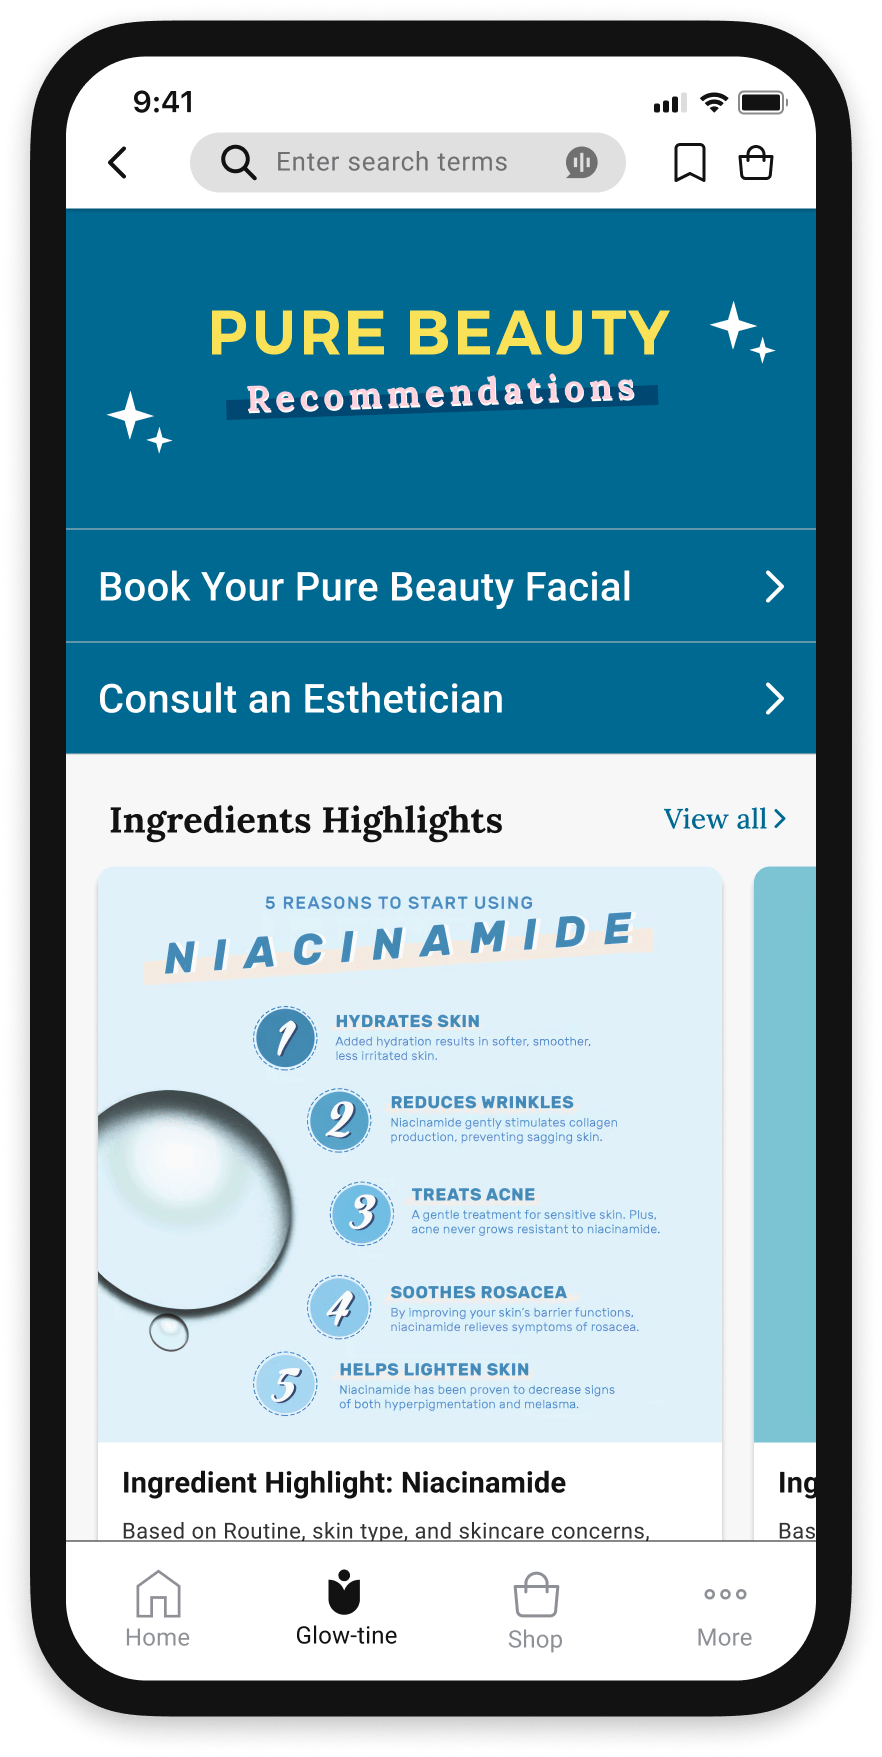 9:41
Enter search terms
PURE BEAUTY
Recommendations
Book Your Pure Beauty Facial
Consult an Esthetician
Ingredients Highlights
View all
5 REASONS TO START USING
NIACINAMIDE
1
HYDRATES SKIN
Added hydration results in softer, smoother,
less irritated skin.
2
REDUCES WRINKLES
Niacinamide gently stimulates collagen
production, preventing sagging skin.
3
TREATS ACNE
A gentle treatment for sensitive skin. Plus,
acne never grows resistant to niacinamide.
4
SOOTHES ROSACEA
By improving your skin's barrier functions,
niacinamide relieves symptoms of rosacea.
5
HELPS LIGHTEN SKIN
Niacinamide has been proven to decrease signs
of both hyperpigmentation and melasma.
Ingredient Highlight: Niacinamide
Based on Routine, skin type, and skincare concerns,
Ing
Bas
Home
Glow-tine
Shop
More